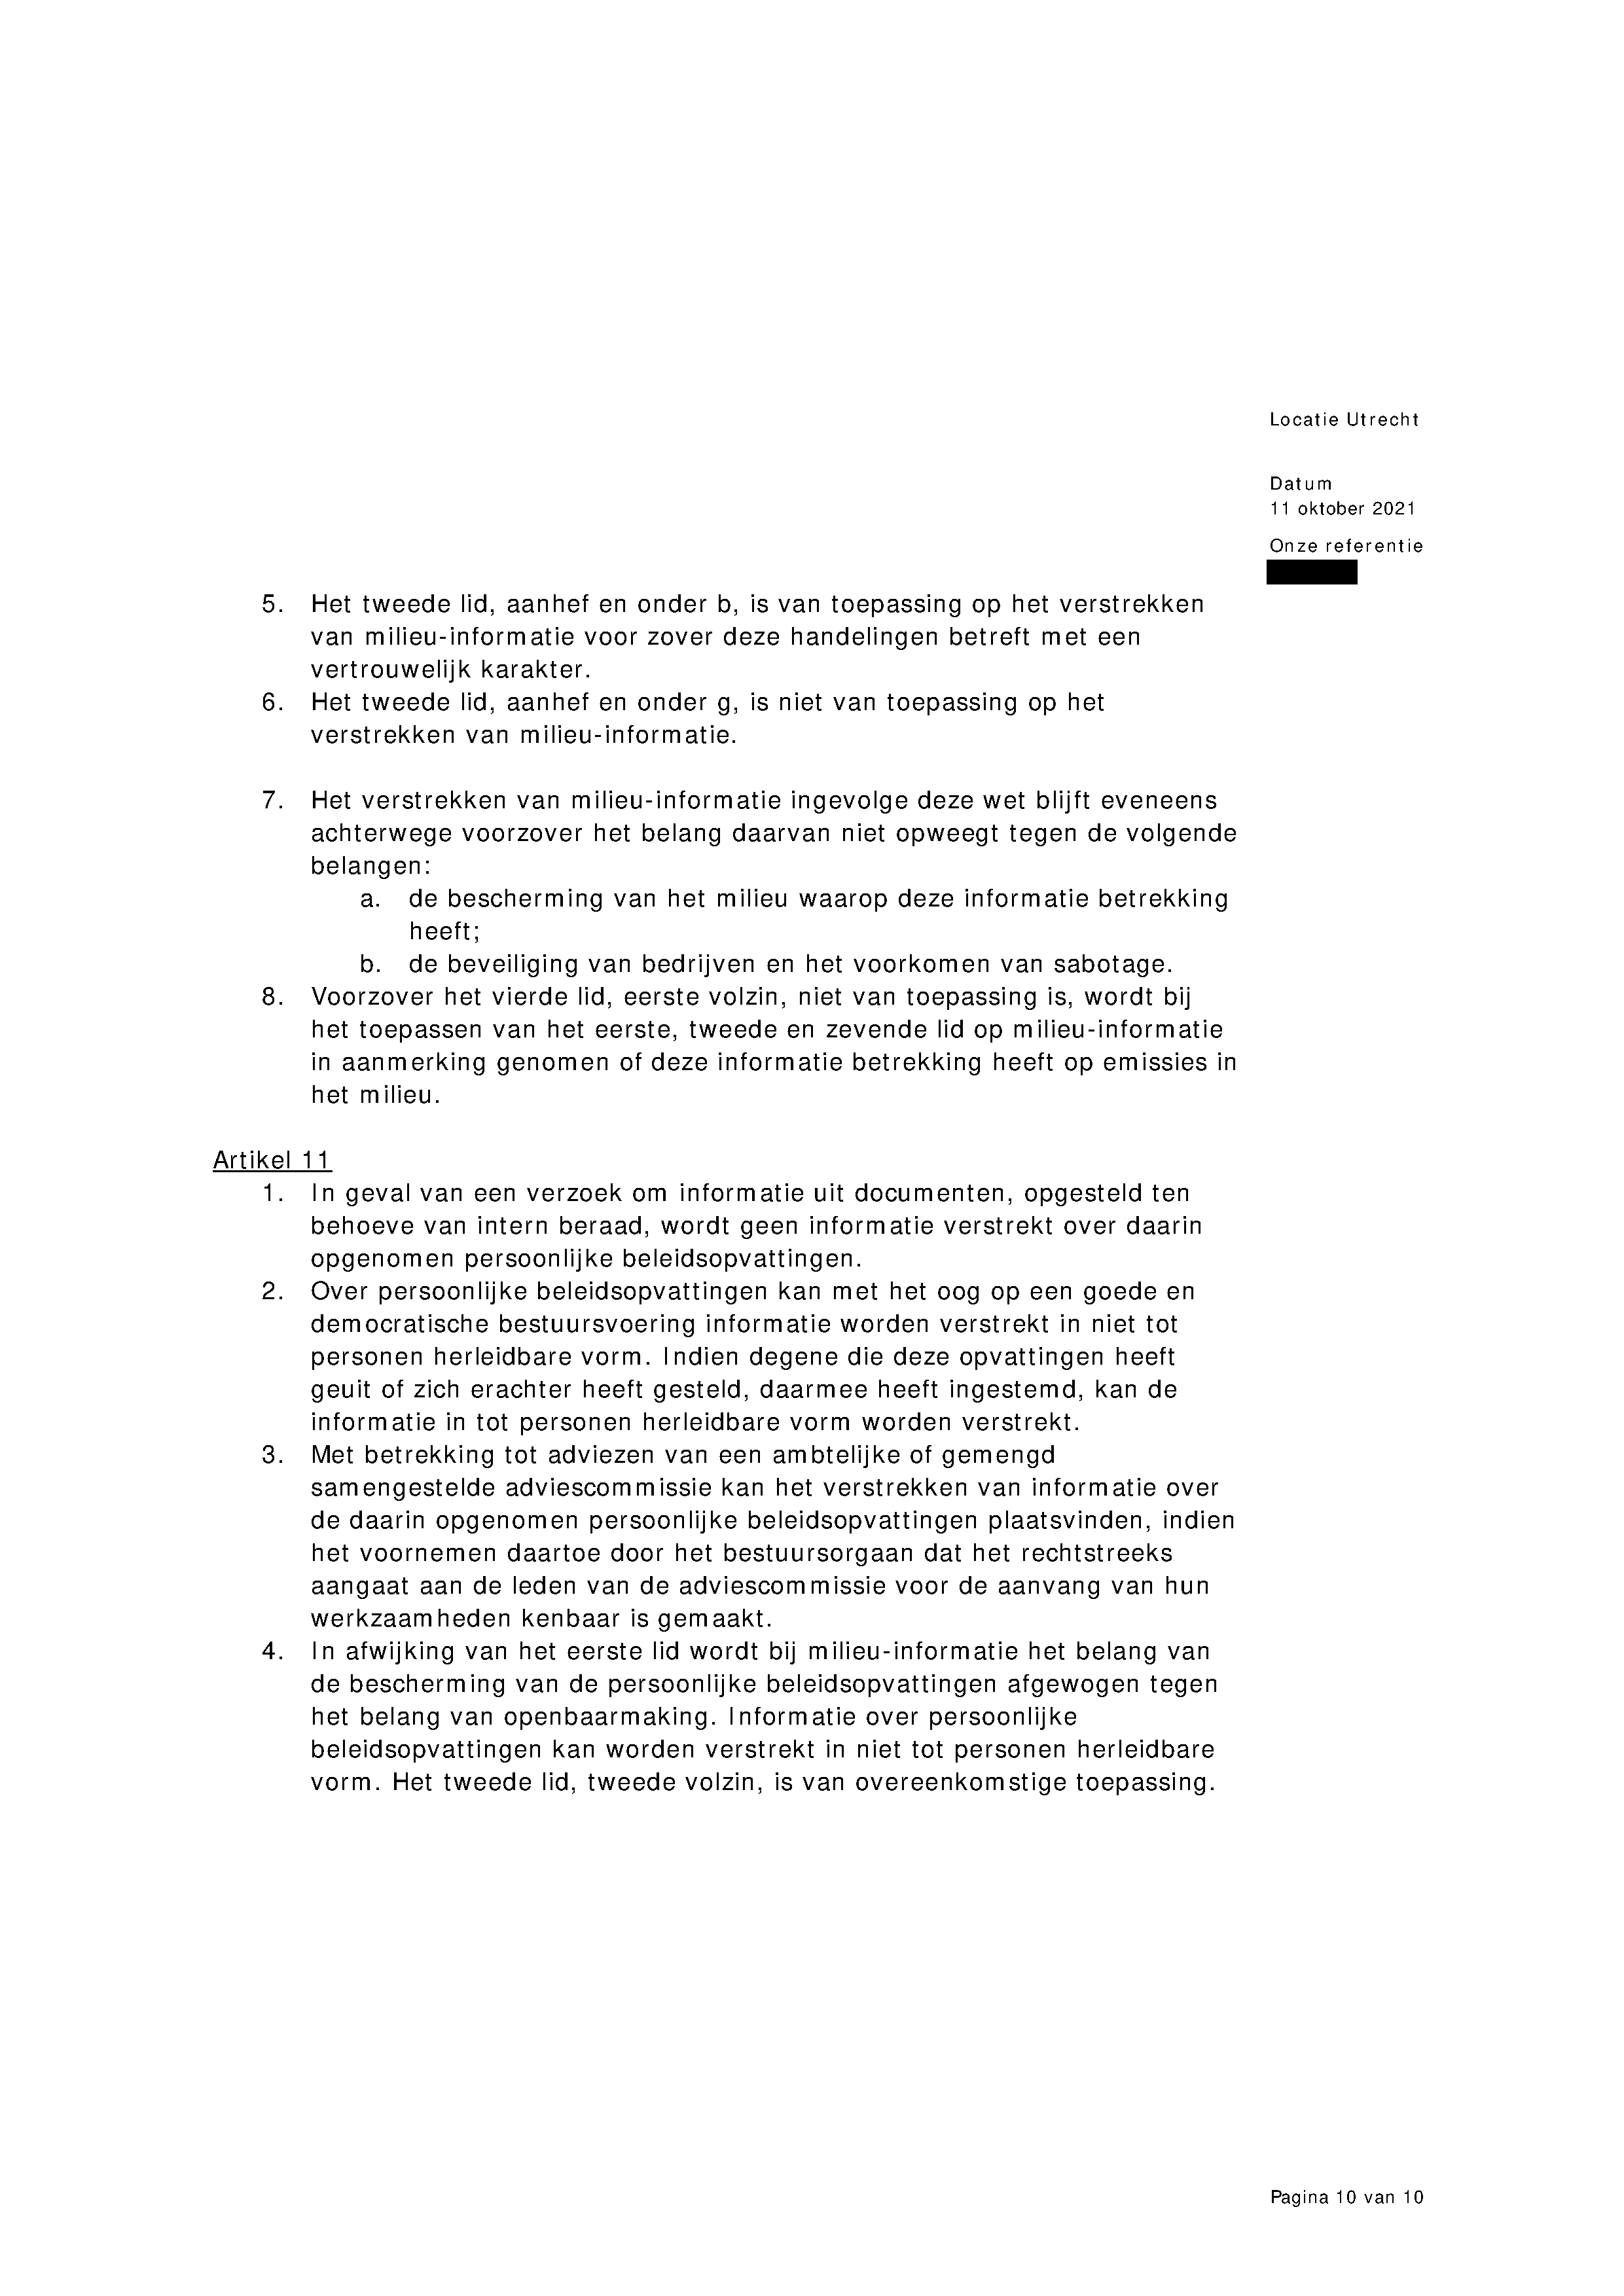 Locatie Utrecht
Datum
11 oktober 2021
Onze referentie
5. Het tweede lid, aanhef en onder b, is van toepassing op het verstrekken
van milieu-informatie voor zover deze handelingen betreft met een
vertrouwelijk karakter.
6. Het tweede lid, aanhef en onder g, is niet van toepassing op het
verstrekken van milieu-informatie.
7. Het verstrekken van milieu-informatie ingevolge deze wet blijft eveneens
achterwege voorzover het belang daarvan niet opweegt tegen de volgende
belangen:
a. de bescherming van het milieu waarop deze informatie betrekking
heeft;
b. de beveiliging van bedrijven en het voorkomen van sabotage.
8. Voorzover het vierde lid, eerste volzin, niet van toepassing is, wordt bij
het toepassen van het eerste, tweede en zevende lid op milieu-informatie
in aanmerking genomen of deze informatie betrekking heeft op emissies in
het milieu.
Artikel 11
1. In geval van een verzoek om informatie uit documenten, opgesteld ten
behoeve van intern beraad, wordt geen informatie verstrekt over daarin
opgenomen persoonlijke beleidsopvattingen.
2. Over persoonlijke beleidsopvattingen kan met het oog op een goede en
democratische bestuursvoering informatie worden verstrekt in niet tot
personen herleidbare vorm. Indien degene die deze opvattingen heeft
geuit of zich erachter heeft gesteld, daarmee heeft ingestemd, kan de
informatie in tot personen herleidbare vorm worden verstrekt.
3. Met betrekking tot adviezen van een ambtelijke of gemengd
samengestelde adviescommissie kan het verstrekken van informatie over
de daarin opgenomen persoonlijke beleidsopvattingen plaatsvinden, indien
het voornemen daartoe door het bestuursorgaan dat het rechtstreeks
aangaat aan de leden van de adviescommissie voor de aanvang van hun
werkzaamheden kenbaar is gemaakt.
4. In afwijking van het eerste lid wordt bij milieu-informatie het belang van
de bescherming van de persoonlijke beleidsopvattingen afgewogen tegen
het belang van openbaarmaking. Informatie over persoonlijke
beleidsopvattingen kan worden verstrekt in niet tot personen herleidbare
vorm. Het tweede lid, tweede volzin, is van overeenkomstige toepassing.
Pagina 10 van 10